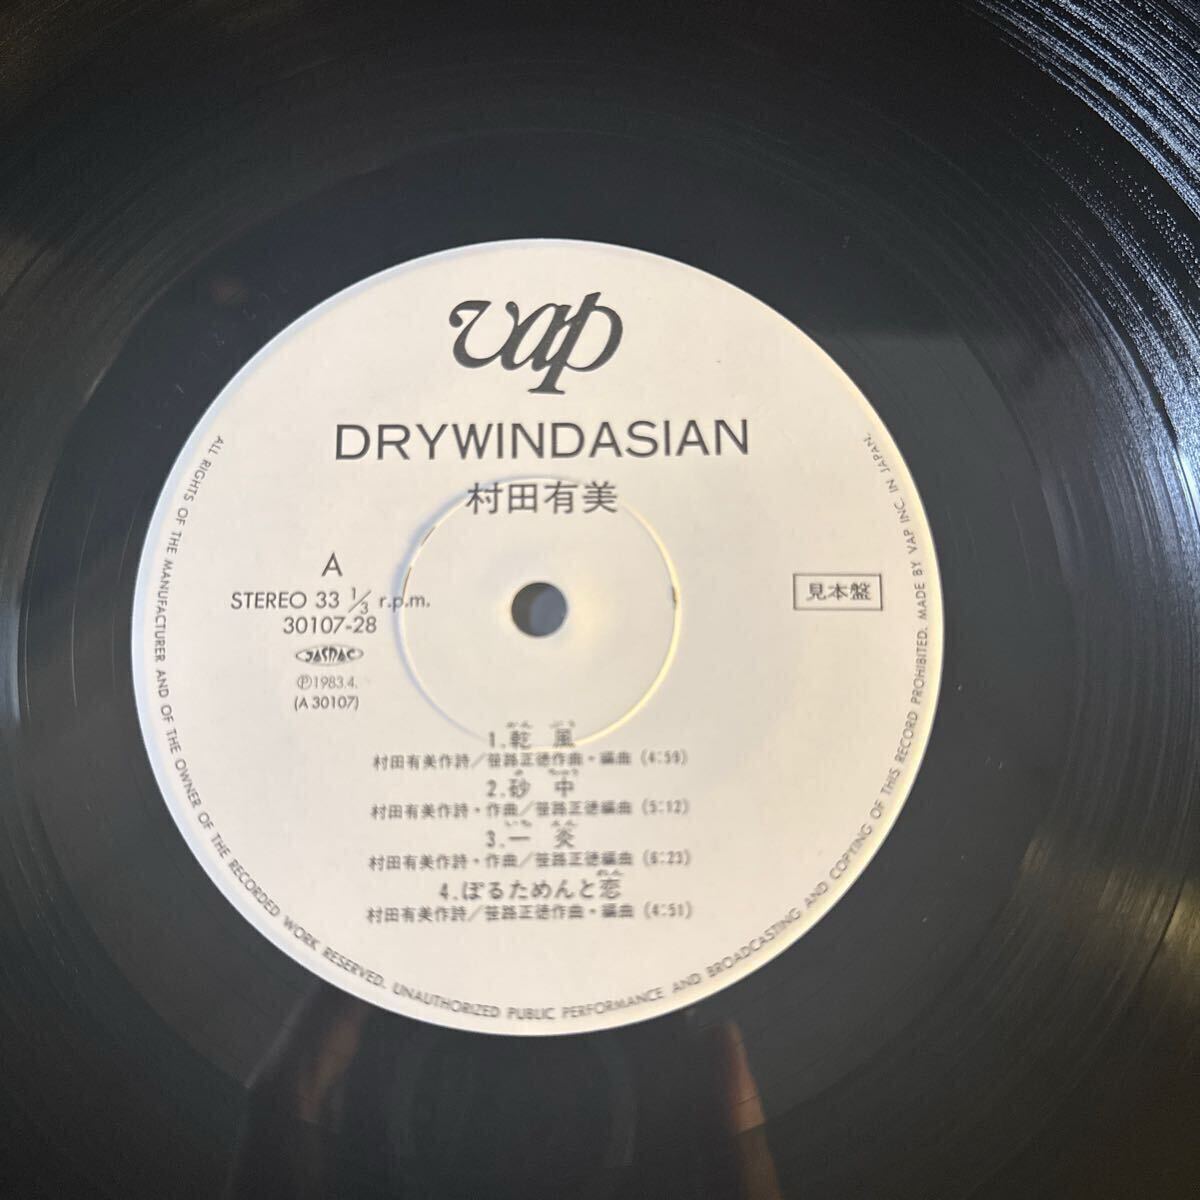 vap
DRYWINDASIAN
村田有美
A
STEREO 33 1/3 r.p.m.
30107-28
JASRAC
Ⓟ1983.4.
(A 30107)
見本盤
1.乾風
村田有美作詩/笹路正徳作曲・編曲 (4:59)
2.砂中
村田有美作詩・作曲/笹路正徳編曲 (5:12)
3.一炎
村田有美作詩・作曲/笹路正徳編曲 (6:23)
4.ぽるためんと恋
村田有美作詩/笹路正徳作曲・編曲 (4:51)
ALL RIGHTS OF THE MANUFACTURER AND OF THE OWNER OF THE RECORDED WORK RESERVED. UNAUTHORIZED PUBLIC PERFORMANCE AND BROADCASTING AND COPYING OF THIS RECORD PROHIBITED. MADE BY VAP INC. IN JAPAN.